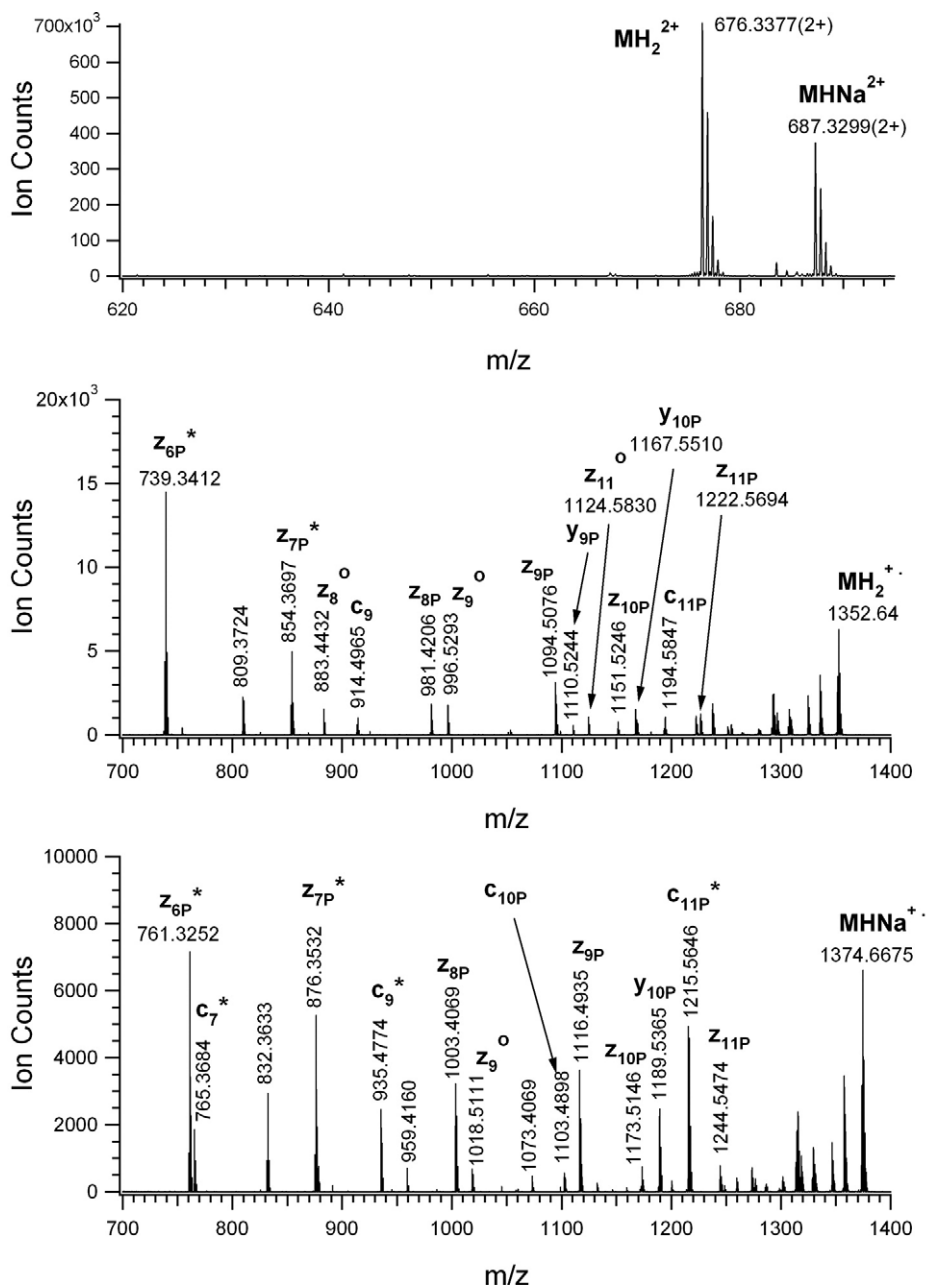 700x10³
600
500
400
300
200
100
0
Ion Counts
MH₂²⁺
676.3377(2+)
MHNa²⁺
687.3299(2+)
620
640
660
680
m/z
20x10³
15
10
5
0
Ion Counts
z₆P*
739.3412
809.3724
z₇P*
854.3697
z₈°
883.4432
c₉
914.4965
z₈P
981.4206
z₉°
996.5293
z₉P
1094.5076
y₉P
1110.5244
z₁₁°
1124.5830
z₁₀P
1151.5246
y₁₀P
1167.5510
c₁₁P
1194.5847
z₁₁P
1222.5694
MH₂⁺·
1352.64
700
800
900
1000
1100
1200
1300
1400
m/z
10000
8000
6000
4000
2000
0
Ion Counts
z₆P*
761.3252
c₇*
765.3684
832.3633
z₇P*
876.3532
c₉*
935.4774
959.4160
z₈P
1003.4069
z₉°
1018.5111
1073.4069
c₁₀P
1103.4898
z₉P
1116.4935
z₁₀P
1173.5146
y₁₀P
1189.5365
c₁₁P*
1215.5646
z₁₁P
1244.5474
MHNa⁺·
1374.6675
700
800
900
1000
1100
1200
1300
1400
m/z